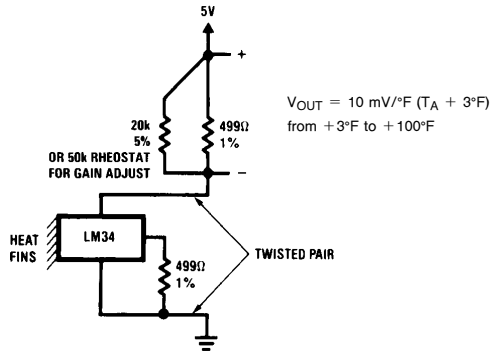 5V
+
20k
5%
499Ω
1%
OR 50k RHEOSTAT
FOR GAIN ADJUST
−
VOUT = 10 mV/°F (TA + 3°F)
from +3°F to +100°F
HEAT
FINS
LM34
499Ω
1%
TWISTED PAIR